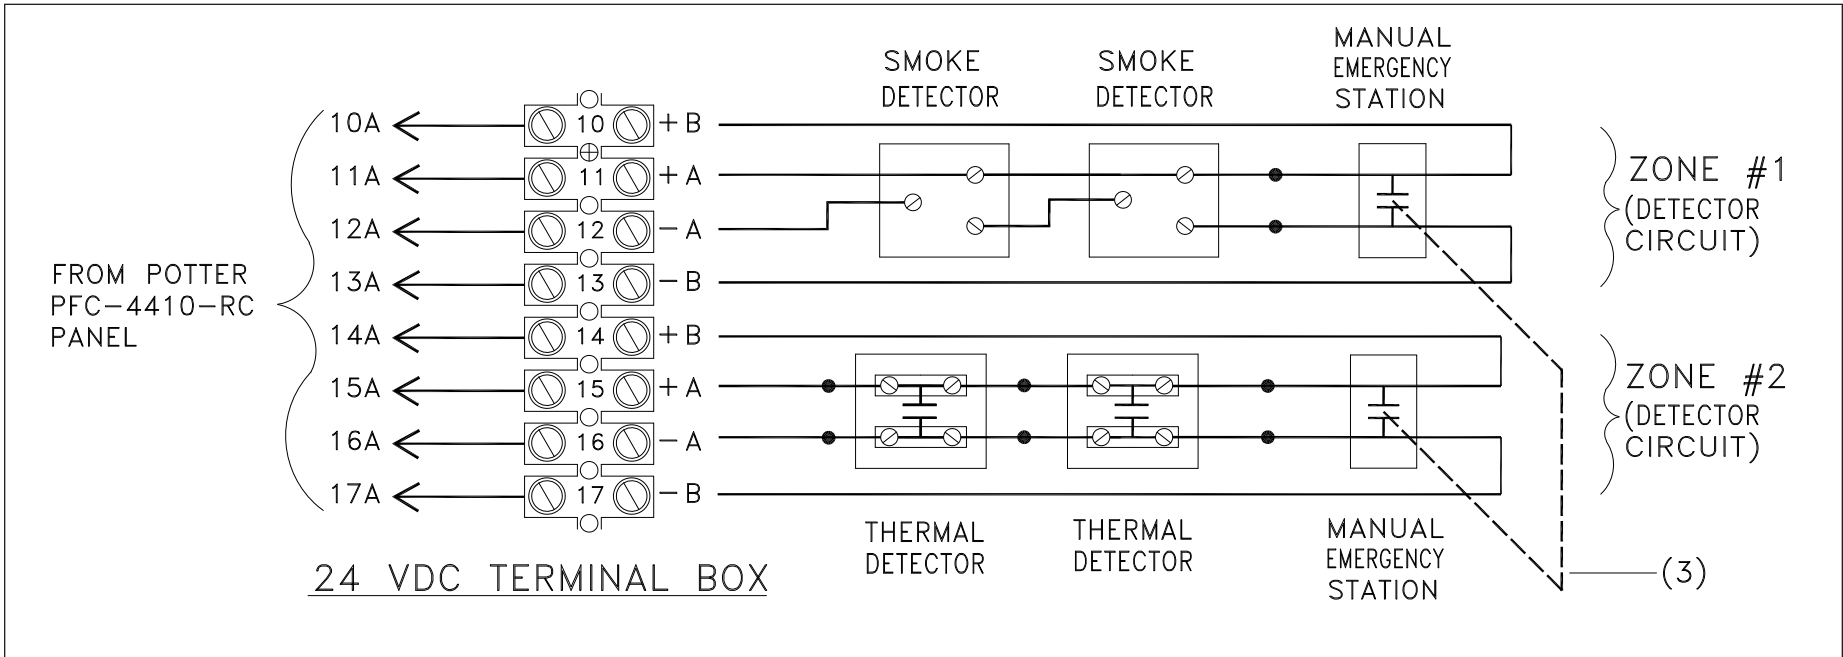 SMOKE
DETECTOR
SMOKE
DETECTOR
MANUAL
EMERGENCY
STATION
10A 10 +B
11A 11 +A
12A 12 -A
13A 13 -B
14A 14 +B
15A 15 +A
16A 16 -A
17A 17 -B
FROM POTTER
PFC-4410-RC
PANEL
ZONE #1
(DETECTOR
CIRCUIT)
ZONE #2
(DETECTOR
CIRCUIT)
THERMAL
DETECTOR
THERMAL
DETECTOR
MANUAL
EMERGENCY
STATION
(3)
24 VDC TERMINAL BOX